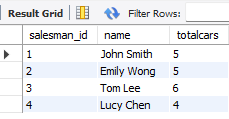 Result Grid Filter Rows:
salesman_id name totalcars
1 John Smith 5
2 Emily Wong 5
3 Tom Lee 6
4 Lucy Chen 4